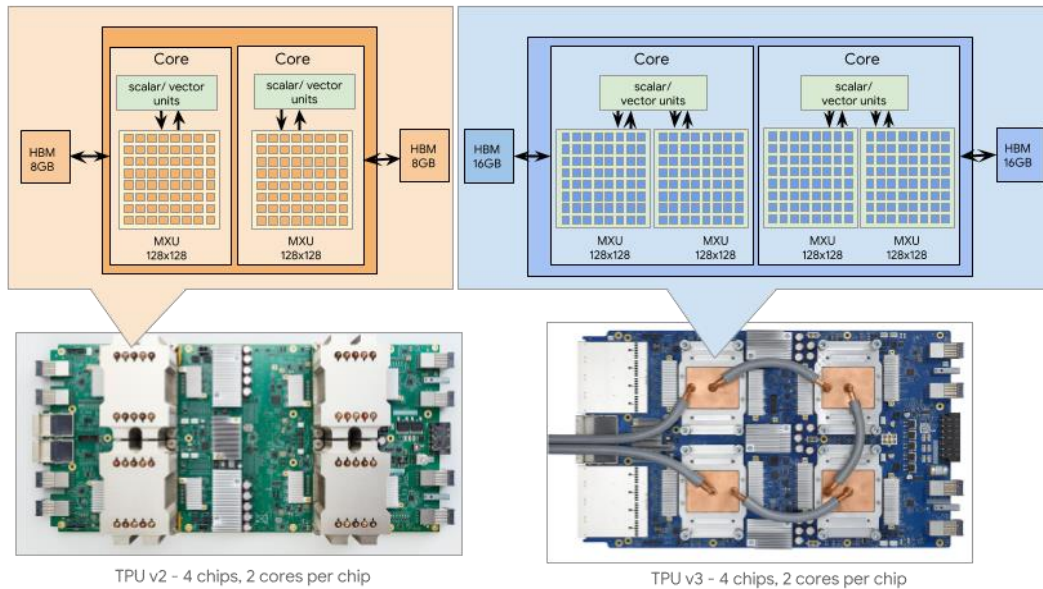 Core
Core
scalar/ vector
units
scalar/ vector
units
HBM
8GB
HBM
8GB
MXU
128x128
MXU
128x128
Core
Core
scalar/
vector units
scalar/
vector units
HBM
16GB
HBM
16GB
MXU
128x128
MXU
128x128
MXU
128x128
MXU
128x128
TPU v2 - 4 chips, 2 cores per chip
TPU v3 - 4 chips, 2 cores per chip